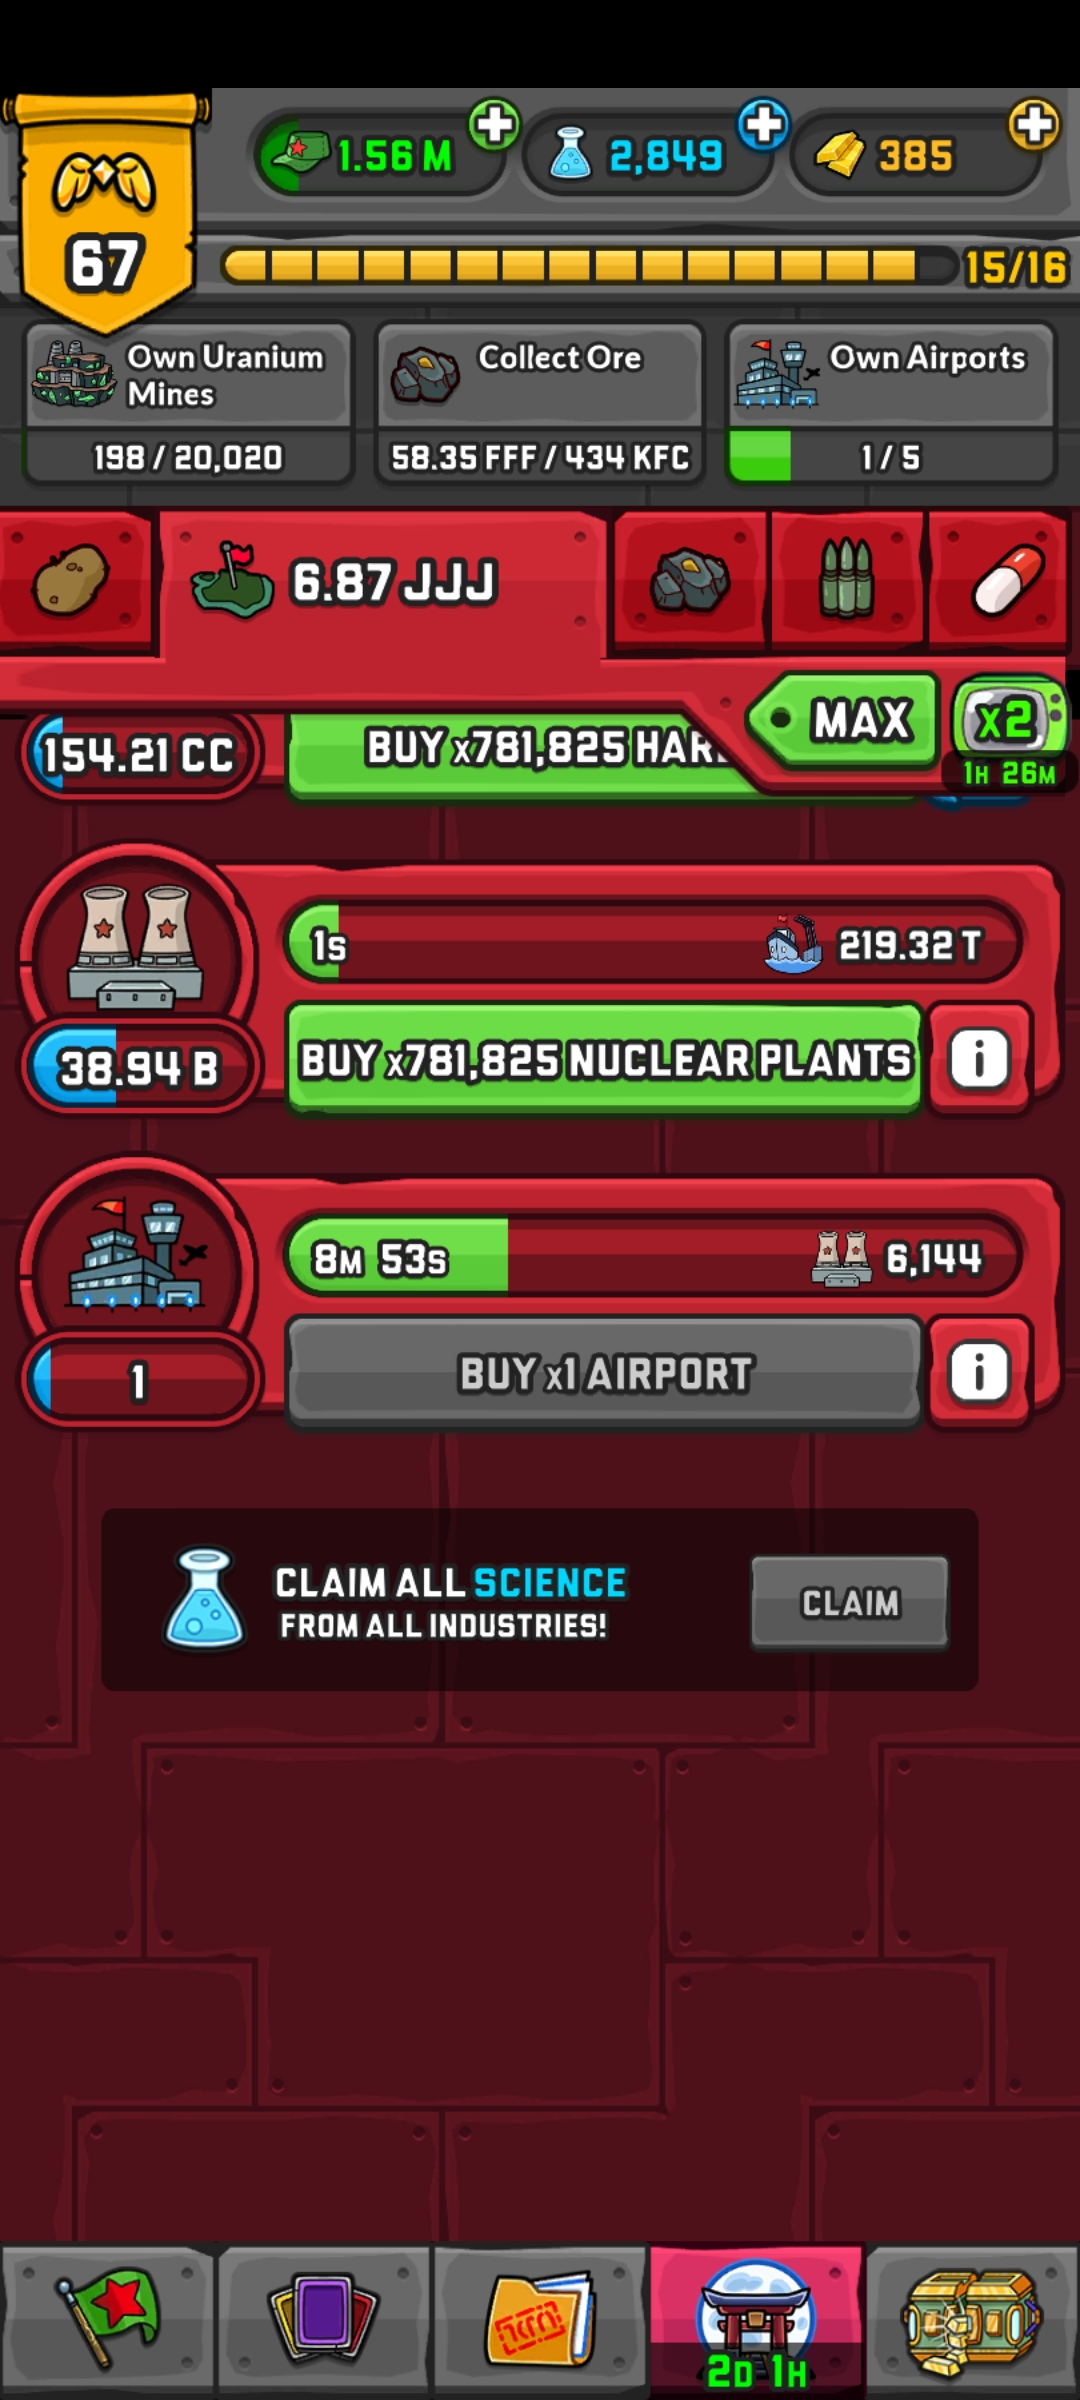 1.56 M
2,849
385
67
15/16
Own Uranium
Mines
Collect Ore
Own Airports
198 / 20,020
58.35 FFF / 434 KFC
1 / 5
6.87 JJJ
MAX
x2
1H 26M
154.21 CC
BUY x781,825 HAR
1s
219.32 T
38.94 B
BUY x781,825 NUCLEAR PLANTS
i
8M 53s
6,144
1
BUY x1 AIRPORT
i
CLAIM ALL SCIENCE
FROM ALL INDUSTRIES!
CLAIM
2D 1H